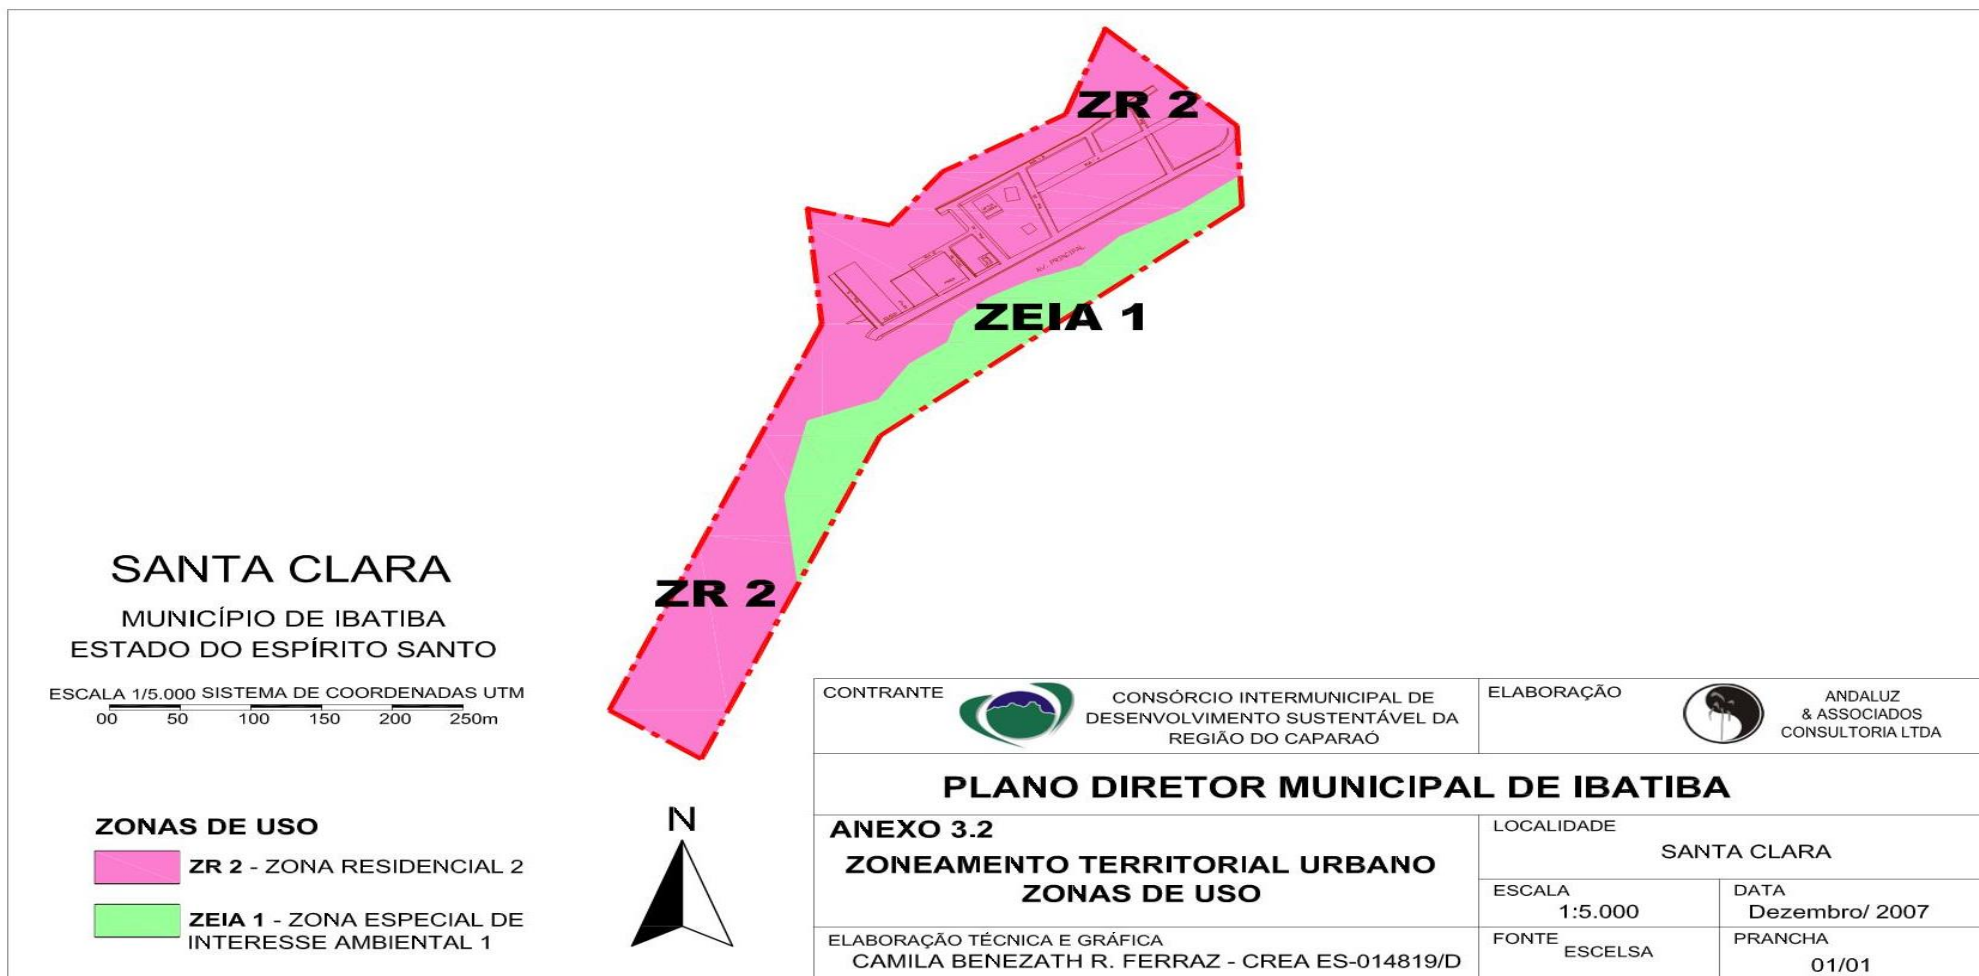 ZR 2
AV. PRINCIPAL
ZEIA 1
ZR 2
SANTA CLARA
MUNICÍPIO DE IBATIBA
ESTADO DO ESPÍRITO SANTO
ESCALA 1/5.000 SISTEMA DE COORDENADAS UTM
00 50 100 150 200 250m
ZONAS DE USO
ZR 2 - ZONA RESIDENCIAL 2
ZEIA 1 - ZONA ESPECIAL DE
INTERESSE AMBIENTAL 1
N
CONTRANTE
CONSÓRCIO INTERMUNICIPAL DE
DESENVOLVIMENTO SUSTENTÁVEL DA
REGIÃO DO CAPARAÓ
ELABORAÇÃO
ANDALUZ
& ASSOCIADOS
CONSULTORIA LTDA
PLANO DIRETOR MUNICIPAL DE IBATIBA
ANEXO 3.2
ZONEAMENTO TERRITORIAL URBANO
ZONAS DE USO
LOCALIDADE
SANTA CLARA
ESCALA
1:5.000
DATA
Dezembro/ 2007
ELABORAÇÃO TÉCNICA E GRÁFICA
CAMILA BENEZATH R. FERRAZ - CREA ES-014819/D
FONTE
ESCELSA
PRANCHA
01/01